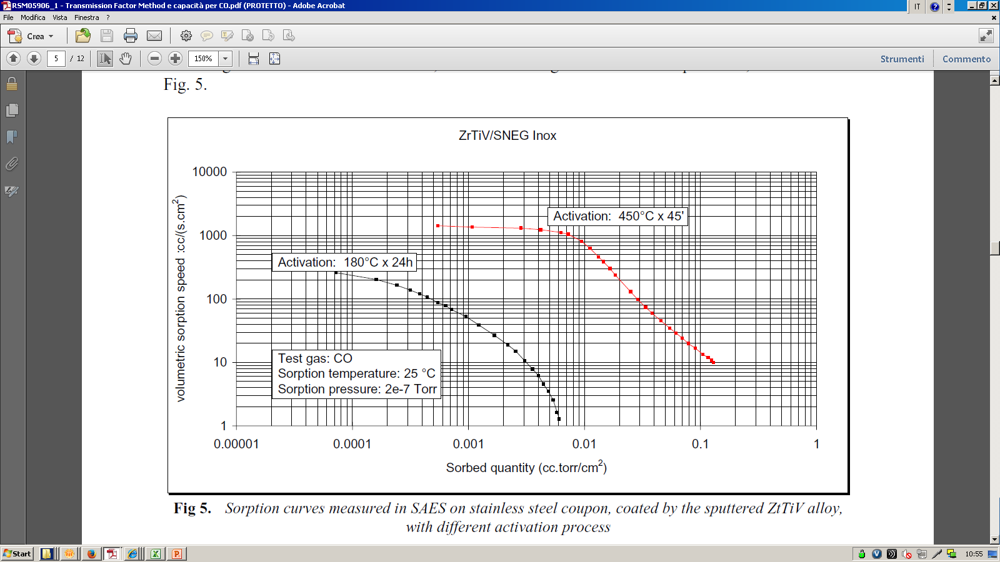 RSM05906_1 - Transmission Factor Method e capacità per CO.pdf (PROTETTO) - Adobe Acrobat
IT
File Modifica Vista Finestra ?
Crea
5 / 12
150%
Strumenti Commento
Fig. 5.
ZrTiV/SNEG Inox
volumetric sorption speed :cc/(s.cm2)
10000
1000
100
10
1
Activation: 450°C x 45'
Activation: 180°C x 24h
Test gas: CO
Sorption temperature: 25 °C
Sorption pressure: 2e-7 Torr
0.00001 0.0001 0.001 0.01 0.1 1
Sorbed quantity (cc.torr/cm2)
Fig 5. Sorption curves measured in SAES on stainless steel coupon, coated by the sputtered ZtTiV alloy,
with different activation process
Start
10:55